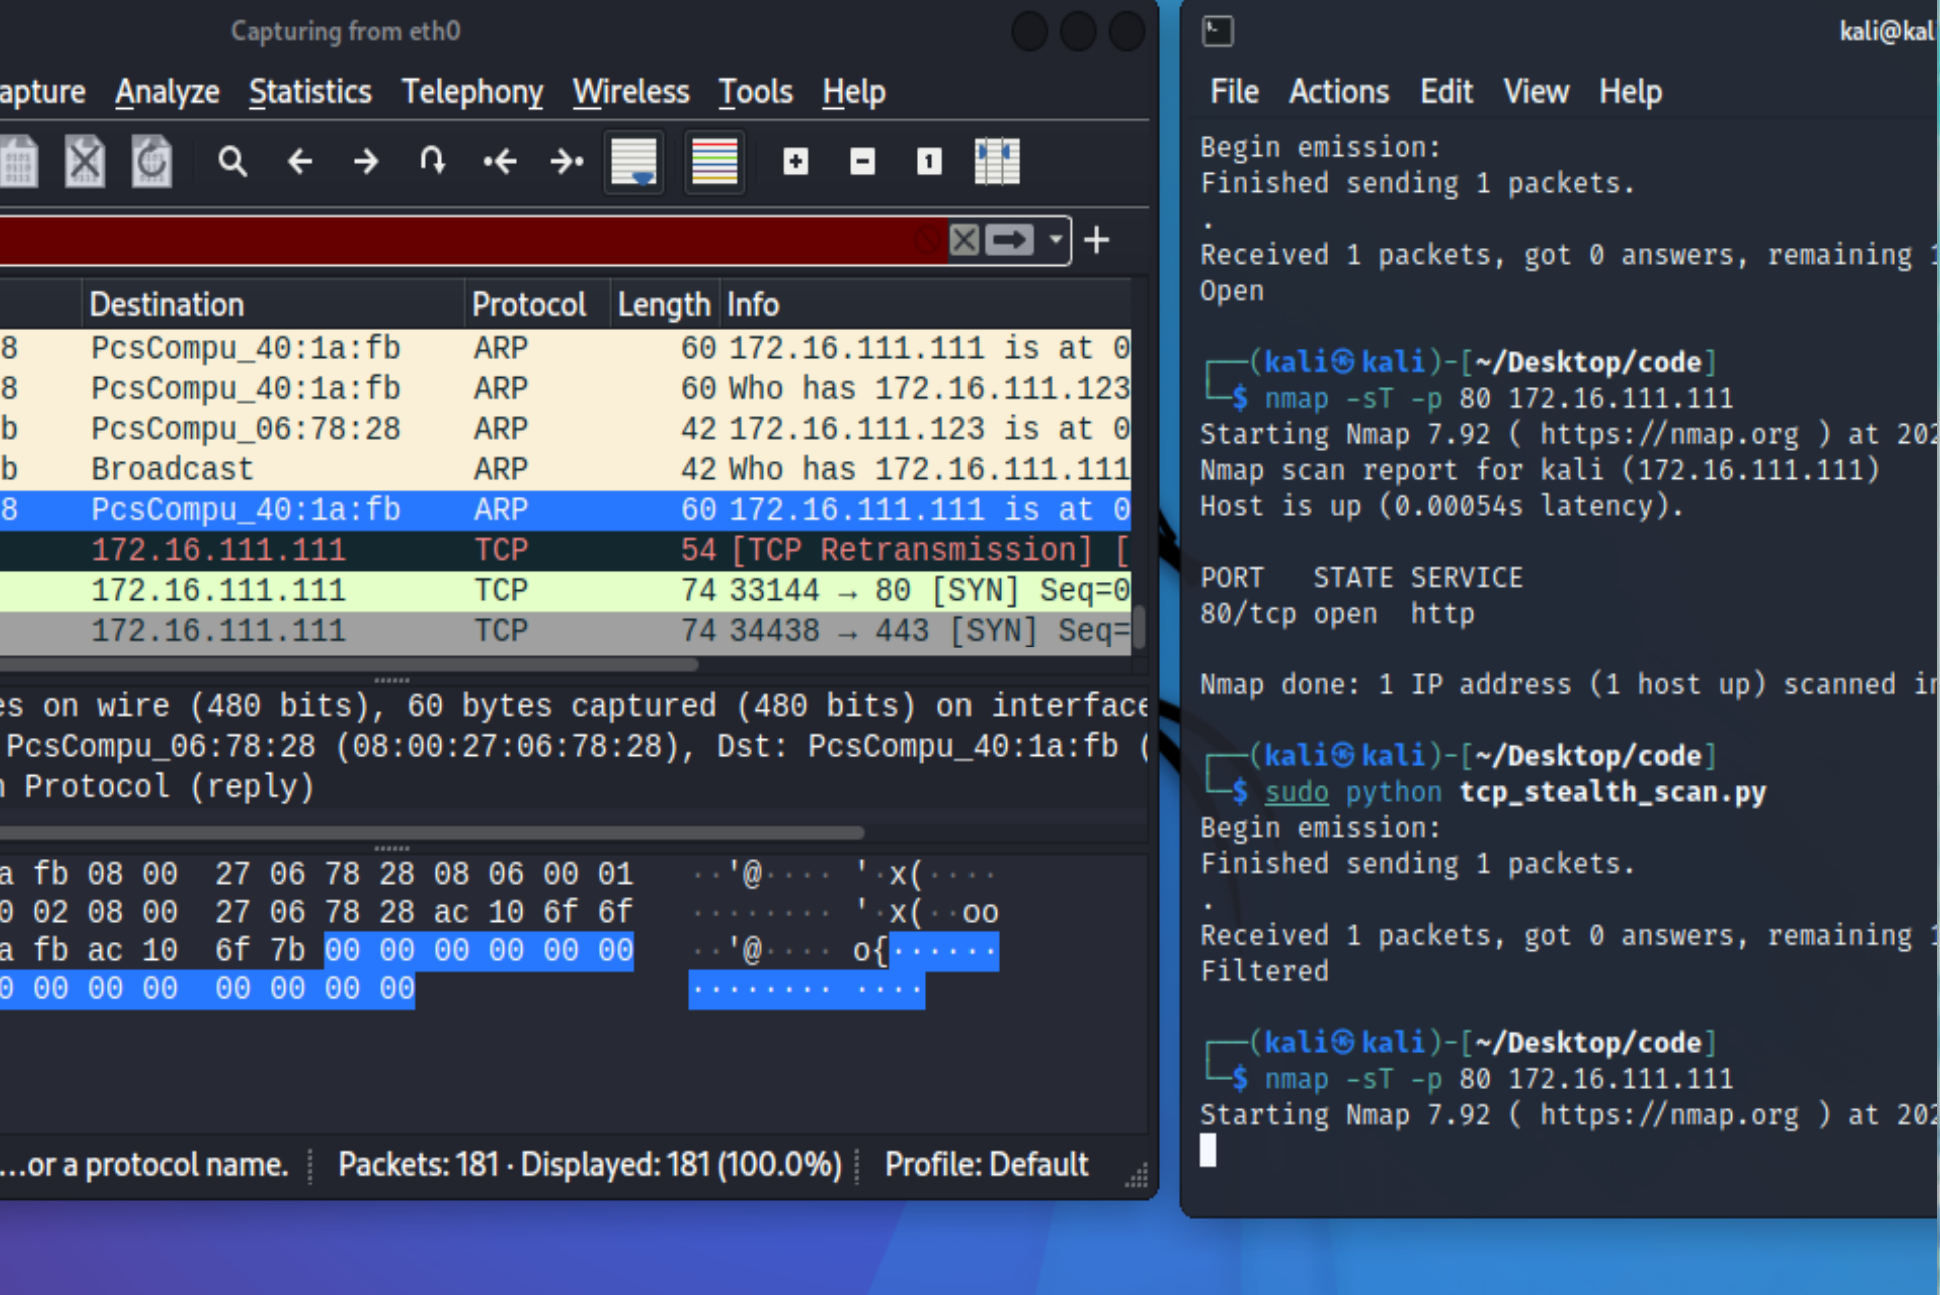 Capturing from eth0
apture Analyze Statistics Telephony Wireless Tools Help
Destination Protocol Length Info
8 PcsCompu_40:1a:fb ARP 60 172.16.111.111 is at 0
8 PcsCompu_40:1a:fb ARP 60 Who has 172.16.111.123
b PcsCompu_06:78:28 ARP 42 172.16.111.123 is at 0
b Broadcast ARP 42 Who has 172.16.111.111
8 PcsCompu_40:1a:fb ARP 60 172.16.111.111 is at 0
172.16.111.111 TCP 54 [TCP Retransmission] [
172.16.111.111 TCP 74 33144 → 80 [SYN] Seq=0
172.16.111.111 TCP 74 34438 → 443 [SYN] Seq=
es on wire (480 bits), 60 bytes captured (480 bits) on interface
PcsCompu_06:78:28 (08:00:27:06:78:28), Dst: PcsCompu_40:1a:fb (
n Protocol (reply)
a fb 08 00 27 06 78 28 08 06 00 01 ··'@···· '·x(····
0 02 08 00 27 06 78 28 ac 10 6f 6f ········ '·x(··oo
a fb ac 10 6f 7b 00 00 00 00 00 00 ··'@···· o{······
0 00 00 00 00 00 00 00 ········ ····
…or a protocol name. Packets: 181 · Displayed: 181 (100.0%) Profile: Default
kali@kal
File Actions Edit View Help
Begin emission:
Finished sending 1 packets.
.
Received 1 packets, got 0 answers, remaining 1
Open
┌──(kali㉿kali)-[~/Desktop/code]
└─$ nmap -sT -p 80 172.16.111.111
Starting Nmap 7.92 ( https://nmap.org ) at 202
Nmap scan report for kali (172.16.111.111)
Host is up (0.00054s latency).
PORT STATE SERVICE
80/tcp open http
Nmap done: 1 IP address (1 host up) scanned in
┌──(kali㉿kali)-[~/Desktop/code]
└─$ sudo python tcp_stealth_scan.py
Begin emission:
Finished sending 1 packets.
.
Received 1 packets, got 0 answers, remaining 1
Filtered
┌──(kali㉿kali)-[~/Desktop/code]
└─$ nmap -sT -p 80 172.16.111.111
Starting Nmap 7.92 ( https://nmap.org ) at 202